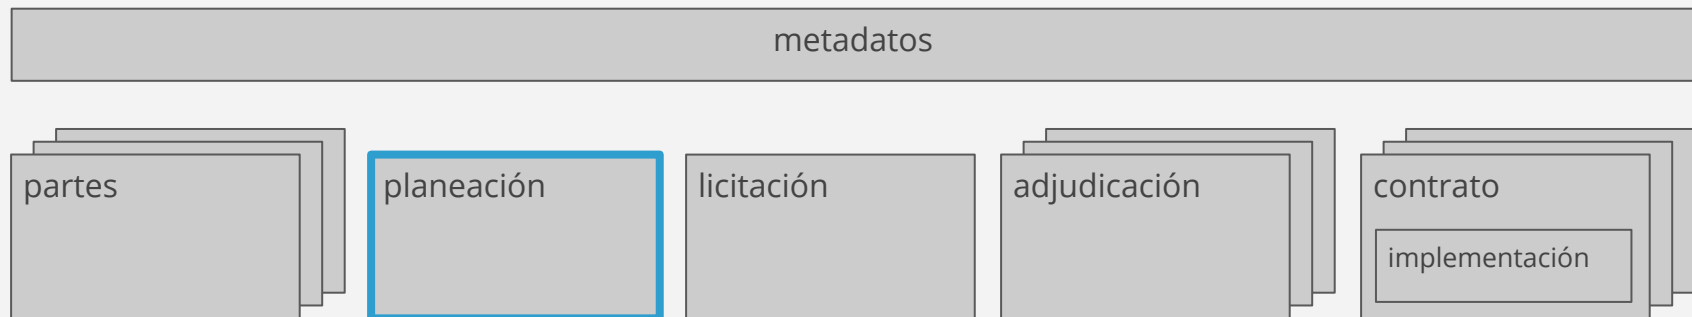 metadatos
partes
planeación
licitación
adjudicación
contrato
implementación